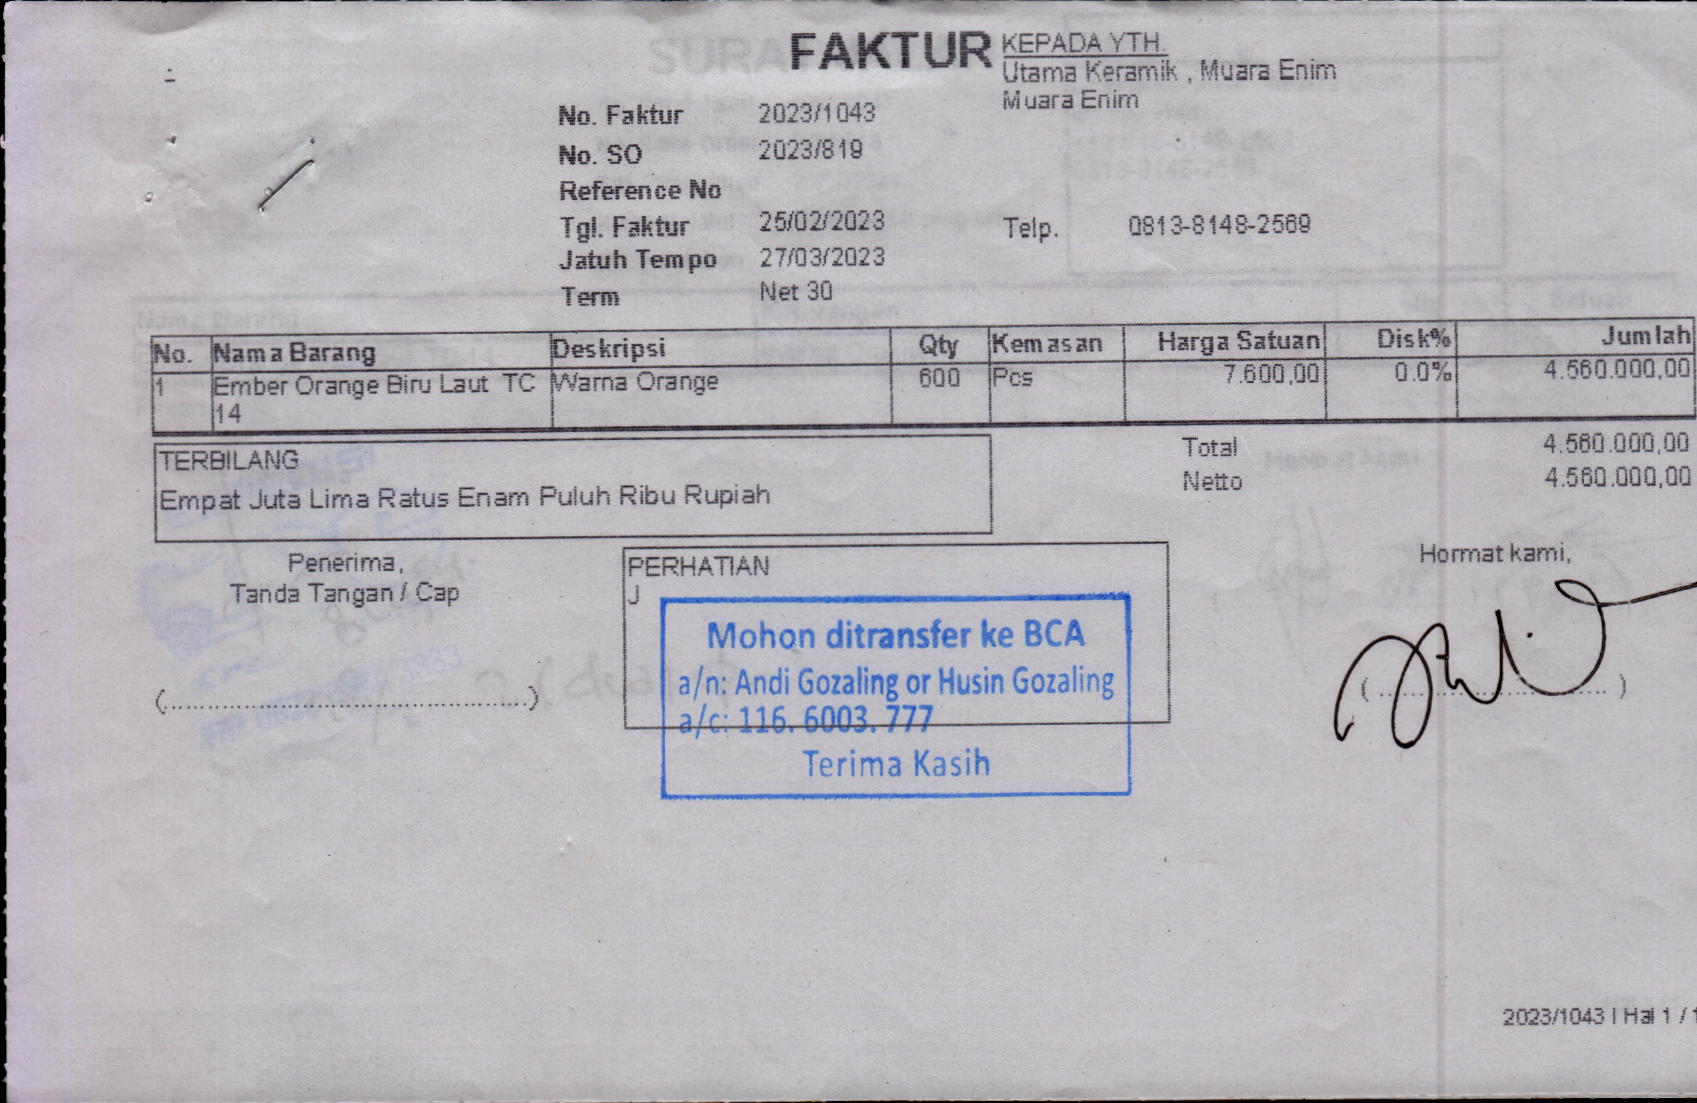 FAKTUR
KEPADA YTH.
Utama Keramik , Muara Enim
Muara Enim
No. Faktur 2023/1043
No. SO 2023/819
Reference No
Tgl. Faktur 25/02/2023
Telp. 0813-8148-2569
Jatuh Tempo 27/03/2023
Term Net 30
No. Nama Barang Deskripsi Qty Kemasan Harga Satuan Disk% Jumlah
1 Ember Orange Biru Laut TC Warna Orange 600 Pcs 7.600,00 0.0% 4.560.000,00
14
TERBILANG
Empat Juta Lima Ratus Enam Puluh Ribu Rupiah
Total 4.560.000,00
Netto 4.560.000,00
Penerima,
Tanda Tangan / Cap
(........................................)
PERHATIAN
J
Mohon ditransfer ke BCA
a/n: Andi Gozaling or Husin Gozaling
a/c: 116. 6003. 777
Terima Kasih
Hormat kami,
2023/1043 | Hal 1 / 1